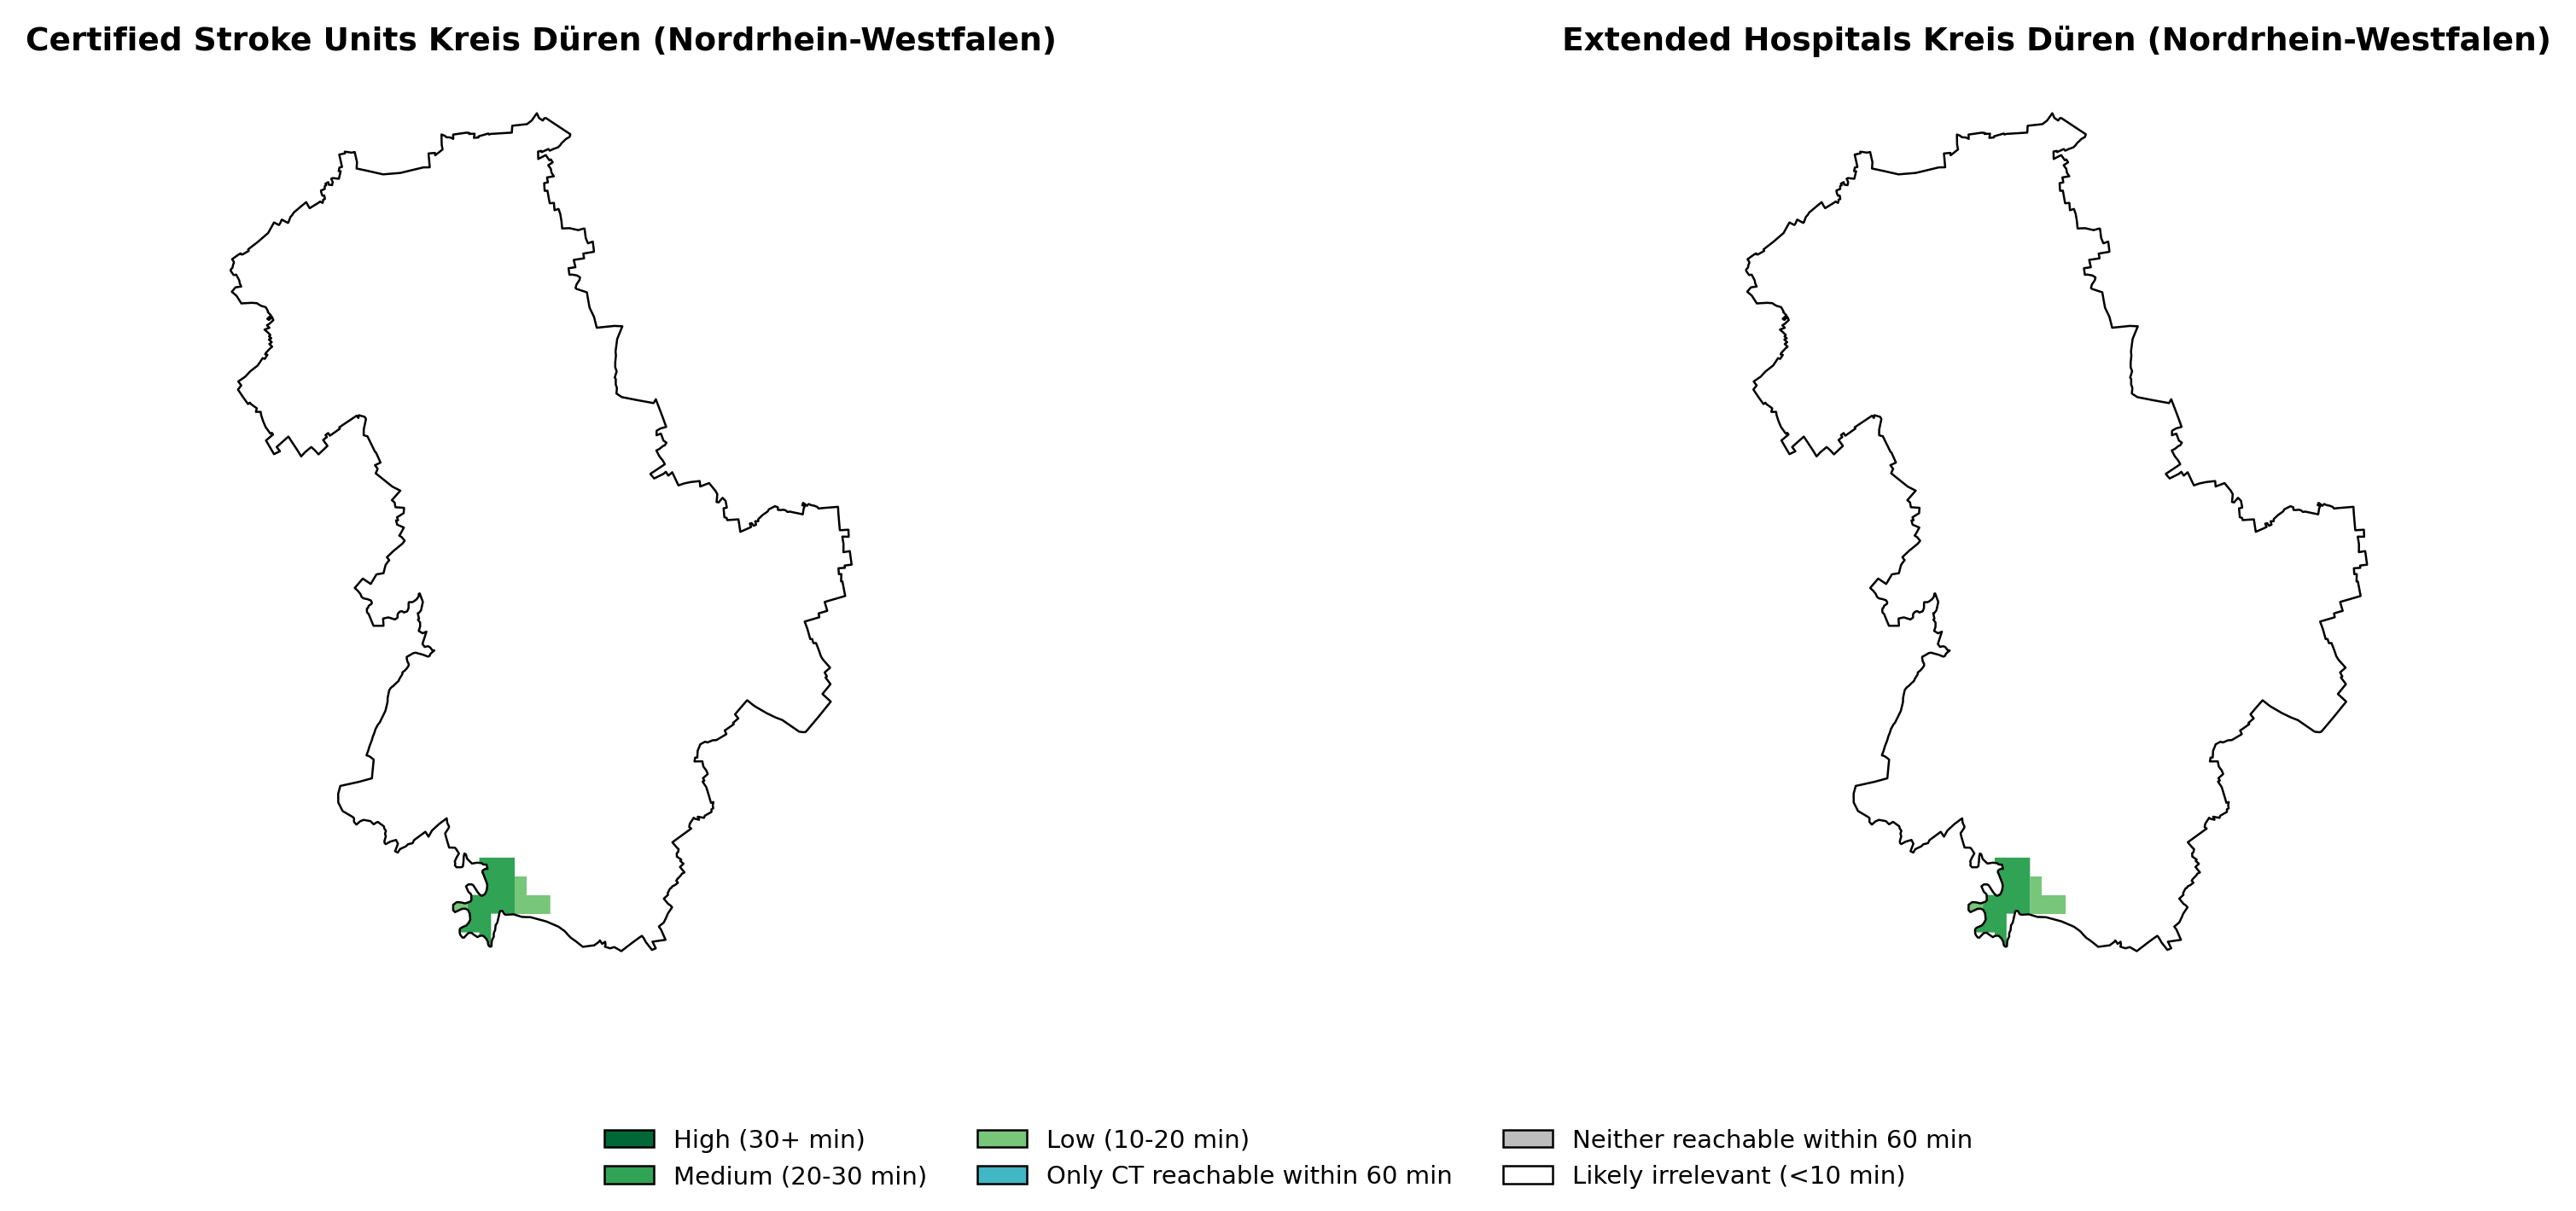 Certified Stroke Units Kreis Düren (Nordrhein-Westfalen)
Extended Hospitals Kreis Düren (Nordrhein-Westfalen)
High (30+ min)
Medium (20-30 min)
Low (10-20 min)
Only CT reachable within 60 min
Neither reachable within 60 min
Likely irrelevant (<10 min)